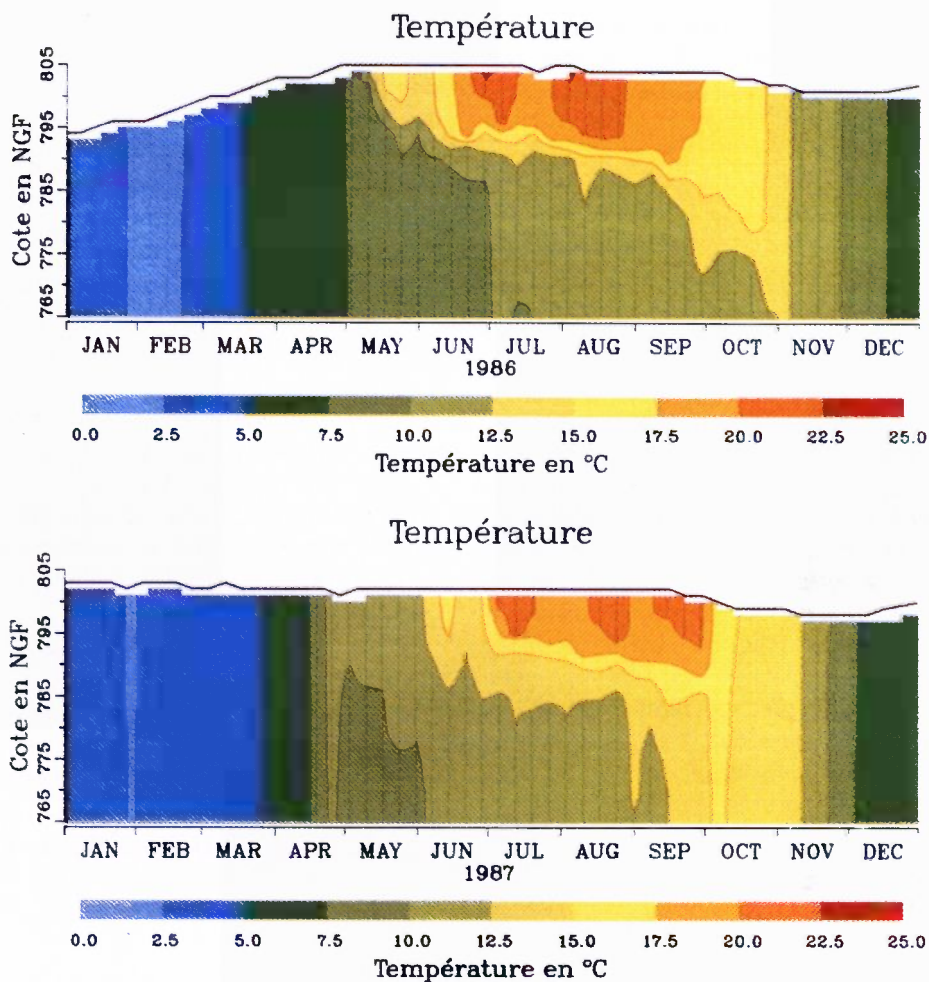 Température
Cote en NGF
805
795
785
775
765
JAN FEB MAR APR MAY JUN JUL AUG SEP OCT NOV DEC
1986
0.0 2.5 5.0 7.5 10.0 12.5 15.0 17.5 20.0 22.5 25.0
Température en °C
Température
Cote en NGF
805
795
785
775
765
JAN FEB MAR APR MAY JUN JUL AUG SEP OCT NOV DEC
1987
0.0 2.5 5.0 7.5 10.0 12.5 15.0 17.5 20.0 22.5 25.0
Température en °C